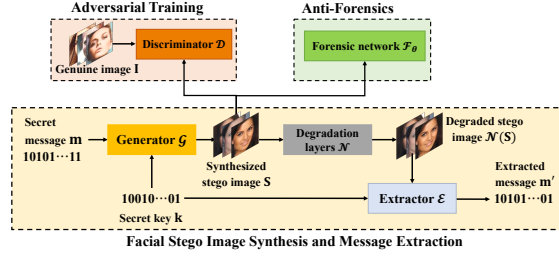 Adversarial Training
Anti-Forensics
Discriminator 𝒟
Genuine image I
Forensic network ℱ_θ
Secret
message m
10101⋯11
Generator 𝒢
Synthesized
stego image S
Degradation
layers 𝒩
Degraded stego
image 𝒩(S)
10010⋯01
Secret key k
Extractor ℰ
Extracted
message m′
10101⋯01
Facial Stego Image Synthesis and Message Extraction